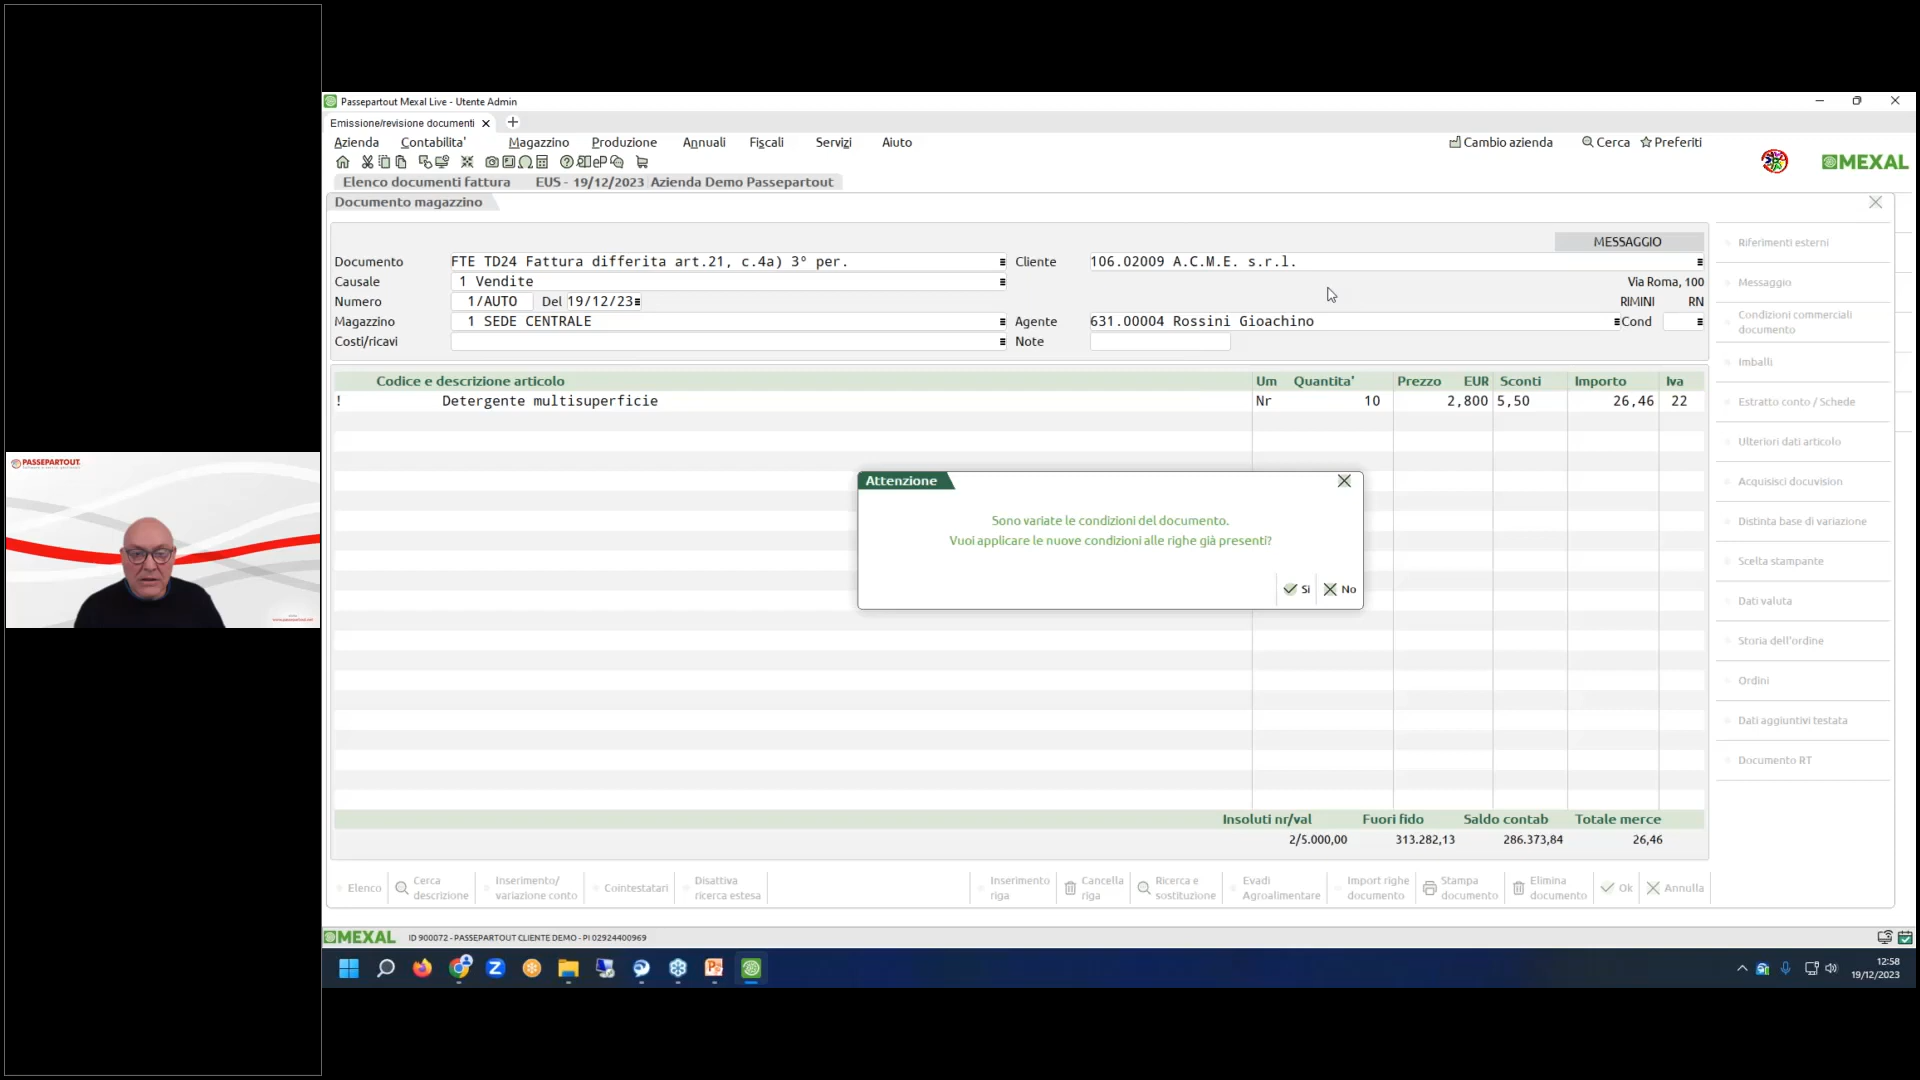 PASSEPARTOUT
Passepartout Mexal Live - Utente Admin
Emissione/revisione documenti
Azienda Contabilita' Magazzino Produzione Annuali Fiscali Servizi Aiuto
Cambio azienda Cerca Preferiti
MEXAL
Elenco documenti fattura EUS - 19/12/2023 Azienda Demo Passepartout
Documento magazzino
MESSAGGIO
Documento FTE TD24 Fattura differita art.21, c.4a) 3° per. Cliente 106.02009 A.C.M.E. s.r.l.
Causale 1 Vendite Via Roma, 100
Numero 1/AUTO Del 19/12/23 RIMINI RN
Magazzino 1 SEDE CENTRALE Agente 631.00004 Rossini Gioachino Cond
Costi/ricavi Note
Codice e descrizione articolo Um Quantita' Prezzo EUR Sconti Importo Iva
! Detergente multisuperficie Nr 10 2,800 5,50 26,46 22
Attenzione
Sono variate le condizioni del documento.
Vuoi applicare le nuove condizioni alle righe già presenti?
Si No
Insoluti nr/val Fuori fido Saldo contab Totale merce
2/5.000,00 313.282,13 286.373,84 26,46
Riferimenti esterni
Messaggio
Condizioni commerciali
documento
Imballi
Estratto conto / Schede
Ulteriori dati articolo
Acquisisci docuvision
Distinta base di variazione
Scelta stampante
Dati valuta
Storia dell'ordine
Ordini
Dati aggiuntivi testata
Documento RT
Elenco
Cerca
descrizione
Inserimento/
variazione conto
Cointestatari
Disattiva
ricerca estesa
Inserimento
riga
Cancella
riga
Ricerca e
sostituzione
Evadi
Agroalimentare
Import righe
documento
Stampa
documento
Elimina
documento
Ok
Annulla
MEXAL ID 900072 - PASSEPARTOUT CLIENTE DEMO - PI 02924400969
12:58
19/12/2023